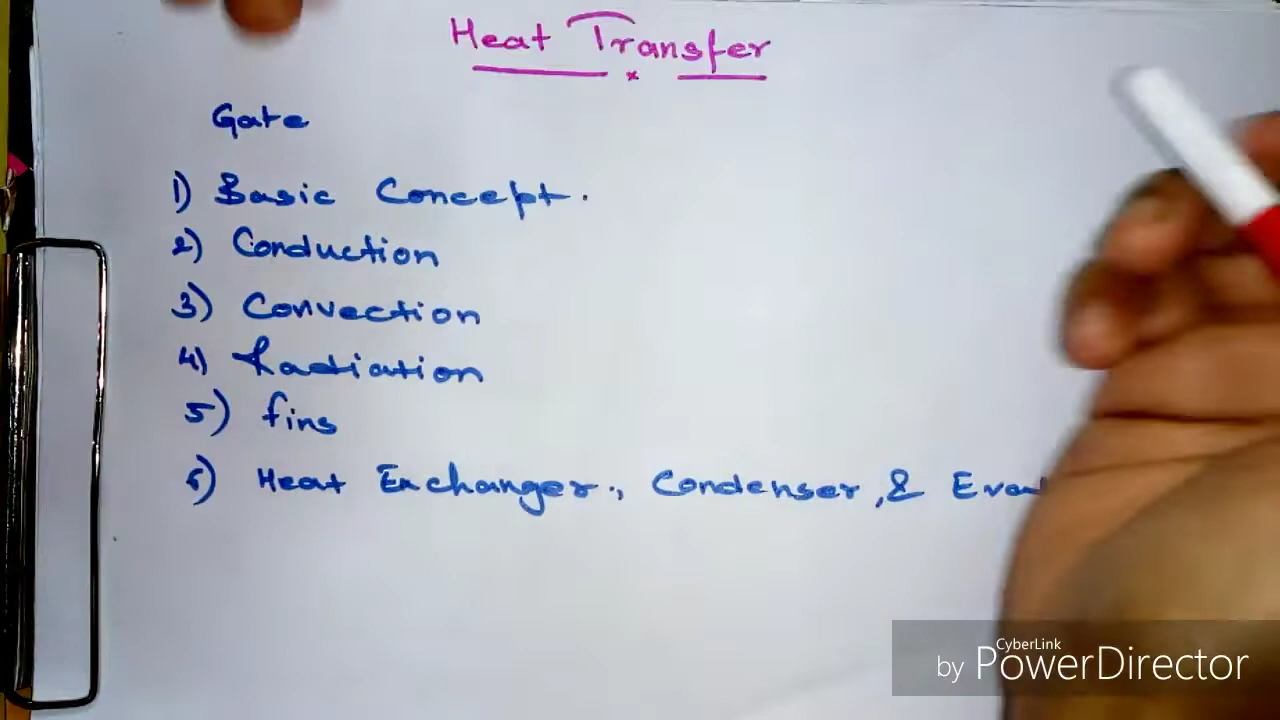 Heat Transfer
Gate
1) Basic Concept.
2) Conduction
3) Convection
4) Radiation
5) fins
6) Heat Exchanger., Condenser, &
CyberLink
by PowerDirector